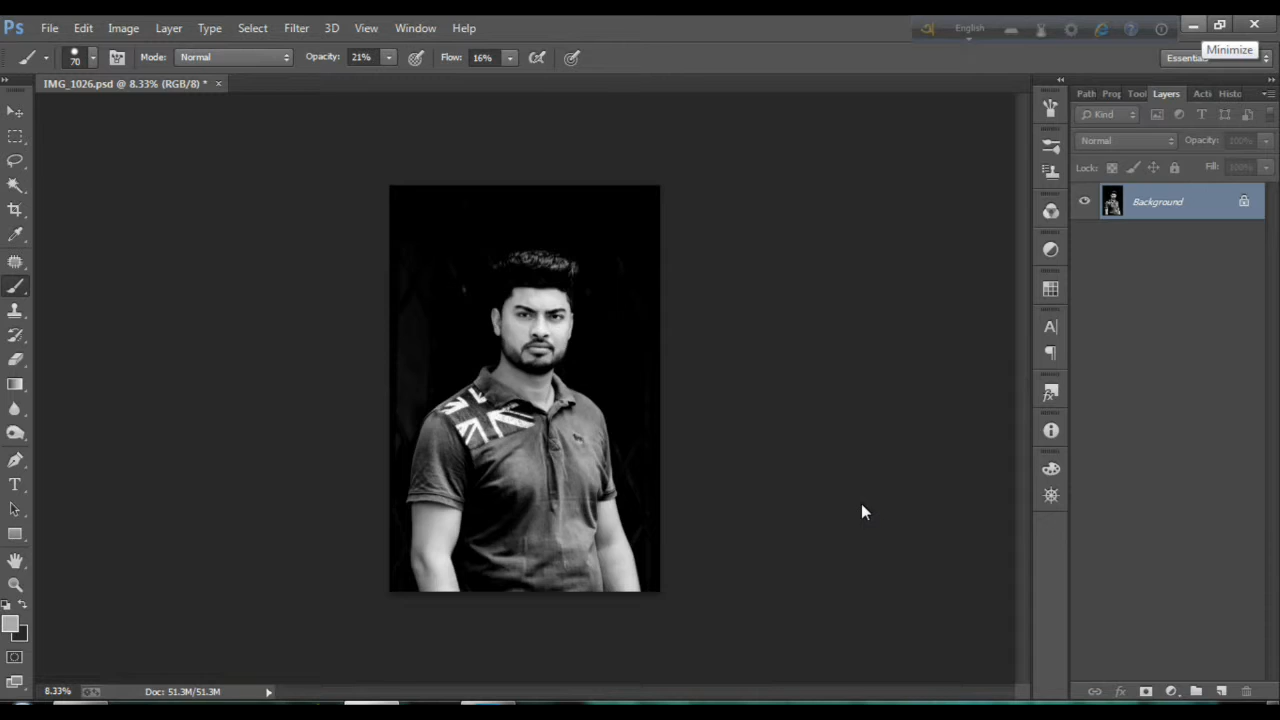 Ps File Edit Image Layer Type Select Filter 3D View Window Help English
70 Mode: Normal Opacity: 21% Flow: 16% Minimize
IMG_1026.psd @ 8.33% (RGB/8) * ×
Path Prop Tool Layers Acti Histo
Kind
Normal Opacity: 100%
Lock: Fill: 100%
Background
8.33% Doc: 51.3M/51.3M